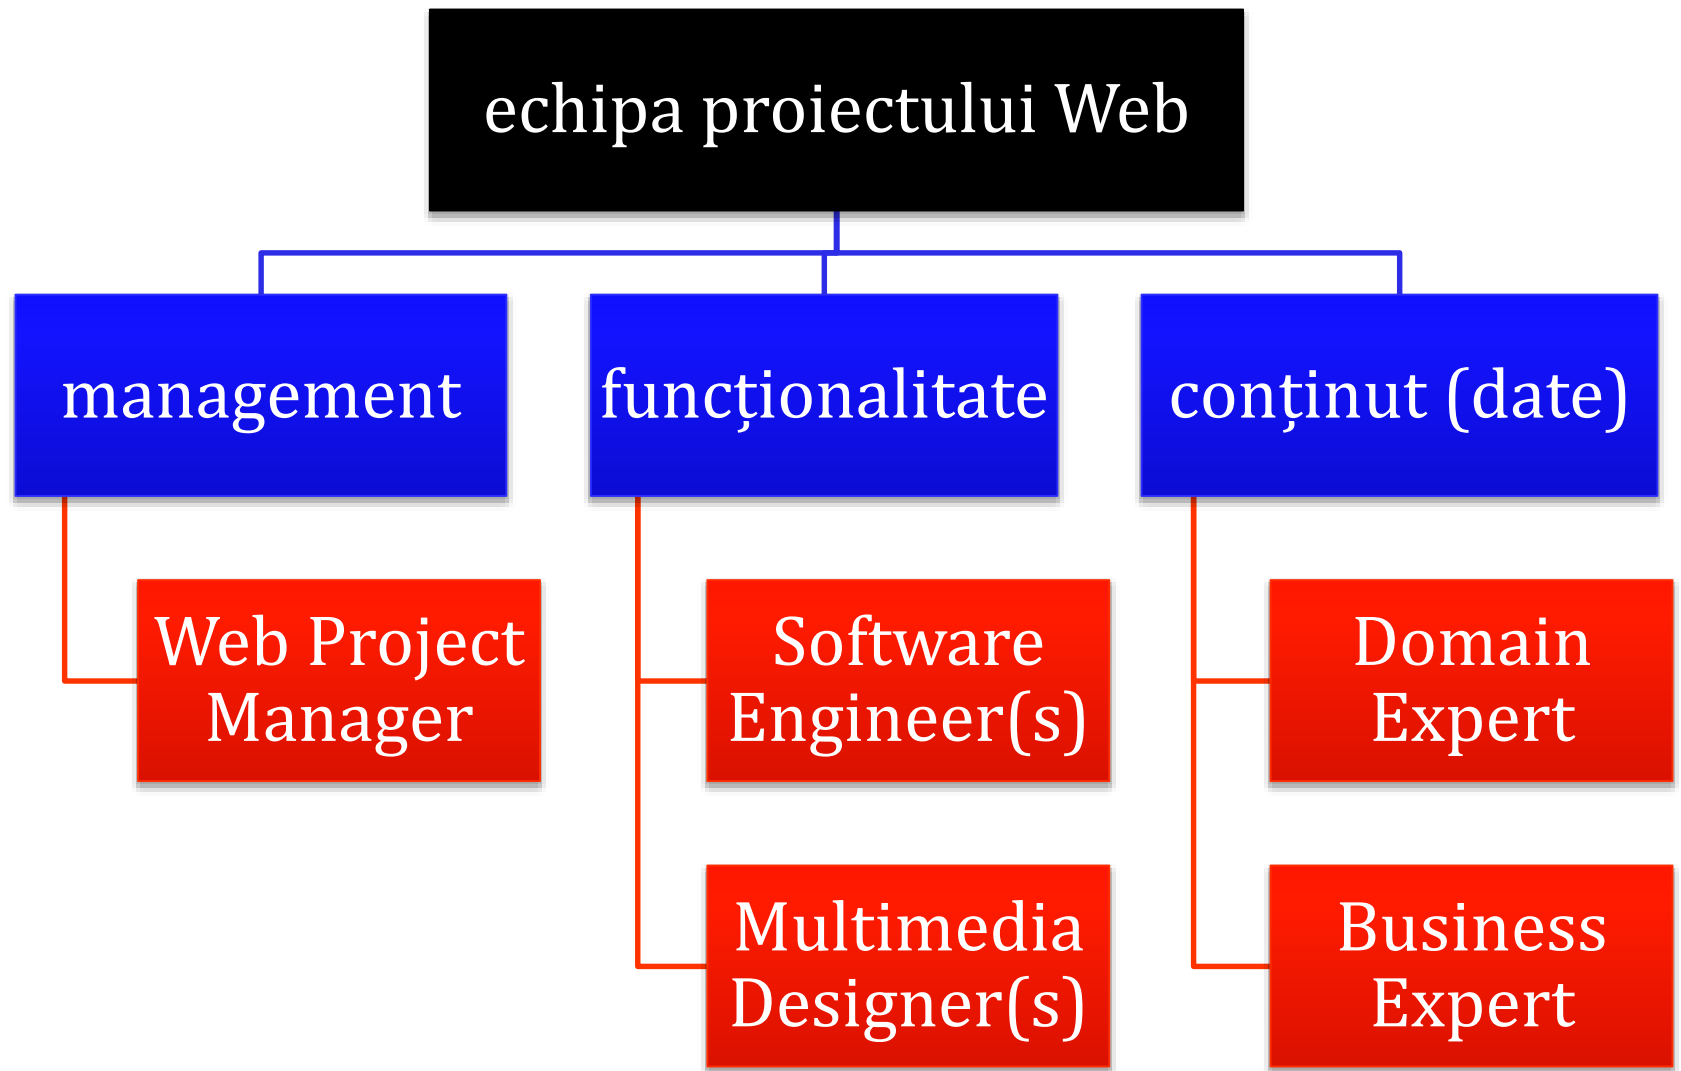 echipa proiectului Web
management
funcționalitate
conținut (date)
Web Project
Manager
Software
Engineer(s)
Domain
Expert
Multimedia
Designer(s)
Business
Expert